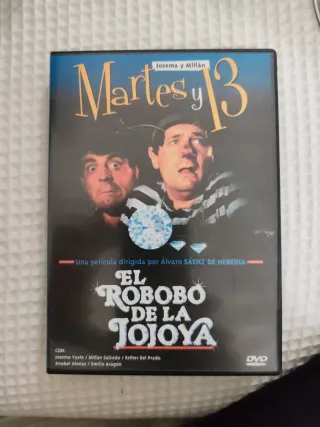 Josema y Millán
Martes y 13
Una película dirigida por Álvaro SÁENZ DE HEREDIA
EL
ROBOBO
DE LA
JOJOYA
CON
Josema Yuste / Millán Salcedo / Esther Del Prado
Anabel Alonso / Emilio Aragón
DVD